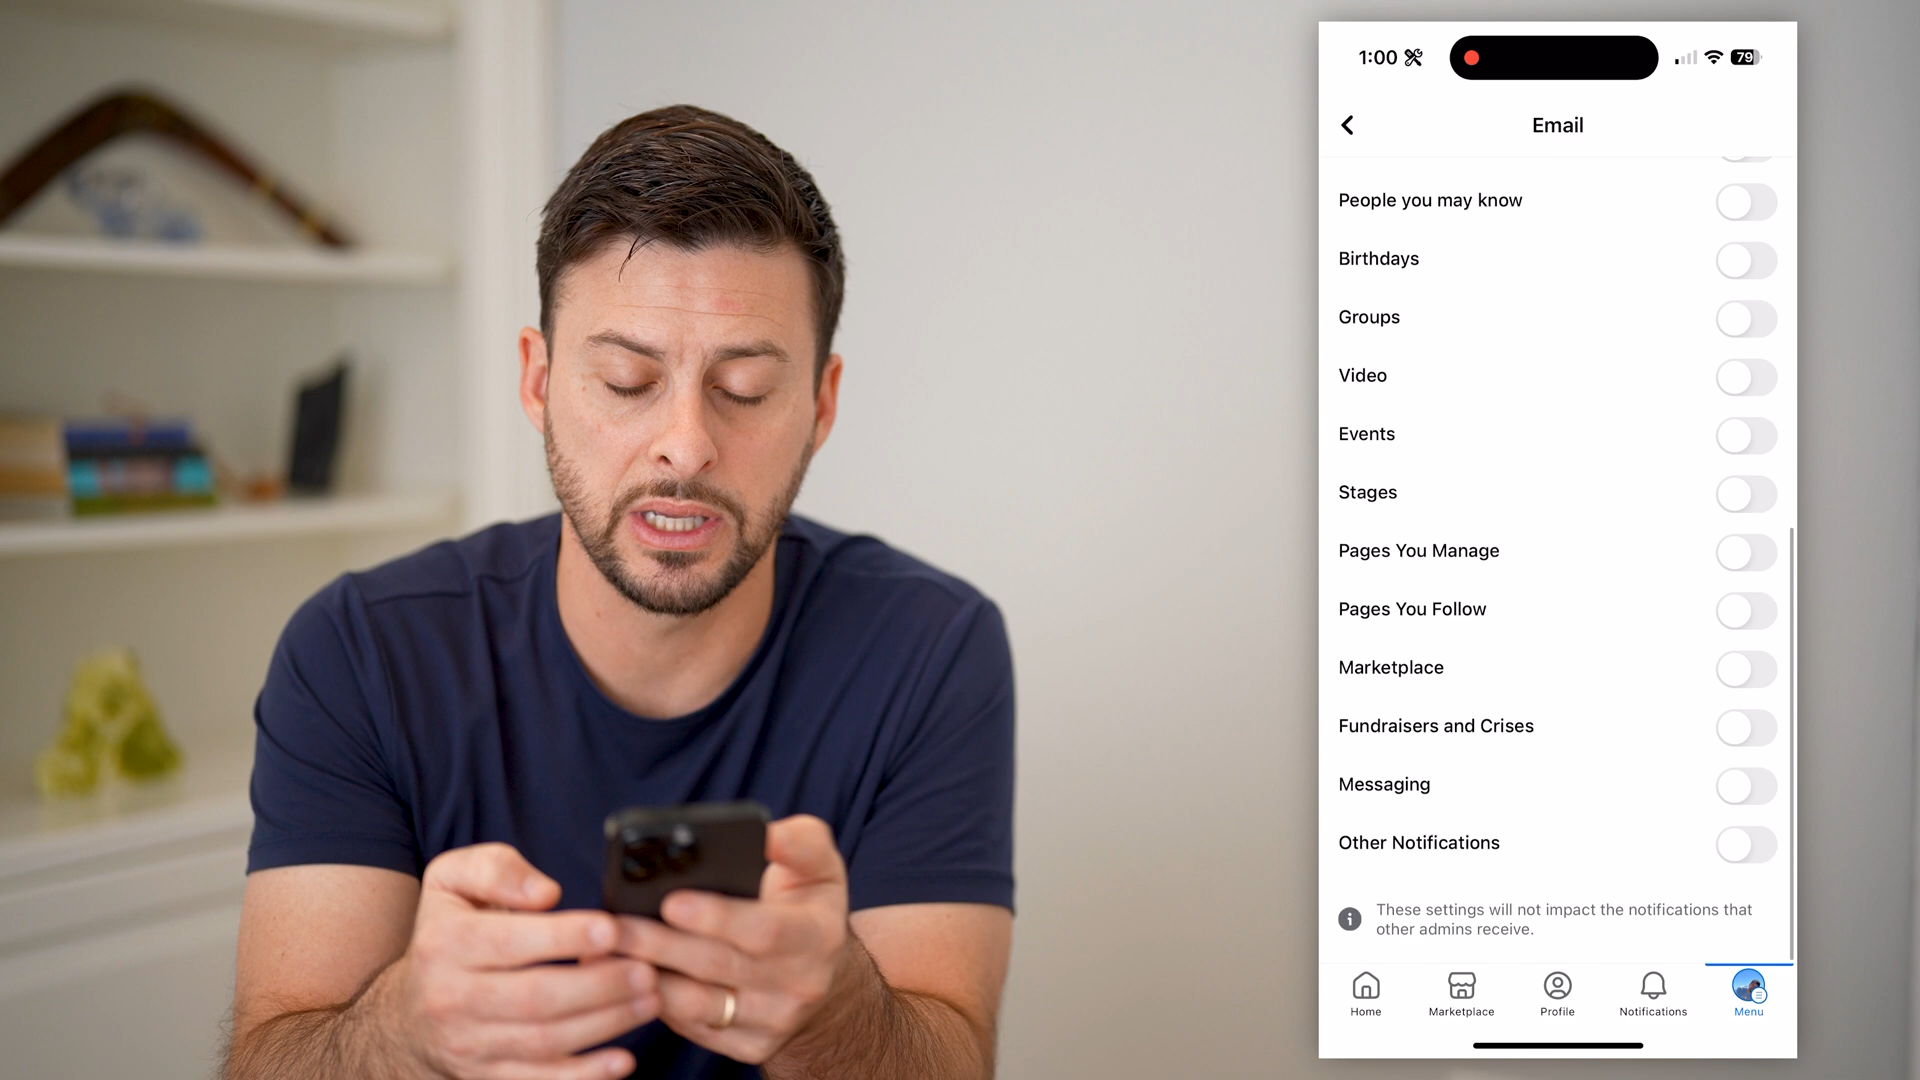 1:00
79
Email
People you may know
Birthdays
Groups
Video
Events
Stages
Pages You Manage
Pages You Follow
Marketplace
Fundraisers and Crises
Messaging
Other Notifications
These settings will not impact the notifications that
other admins receive.
Home
Marketplace
Profile
Notifications
Menu